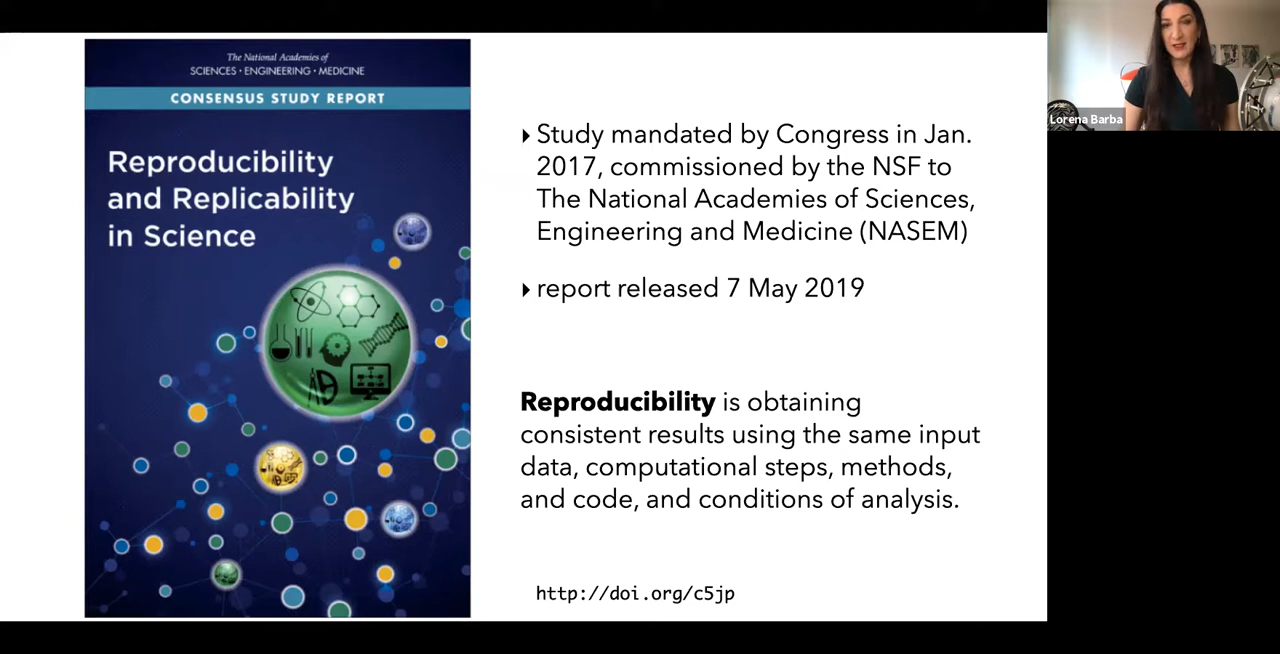 The National Academies of
SCIENCES • ENGINEERING • MEDICINE
CONSENSUS STUDY REPORT
Reproducibility
and Replicability
in Science
Study mandated by Congress in Jan.
2017, commissioned by the NSF to
The National Academies of Sciences,
Engineering and Medicine (NASEM)
report released 7 May 2019
Reproducibility is obtaining
consistent results using the same input
data, computational steps, methods,
and code, and conditions of analysis.
http://doi.org/c5jp
Lorena Barba